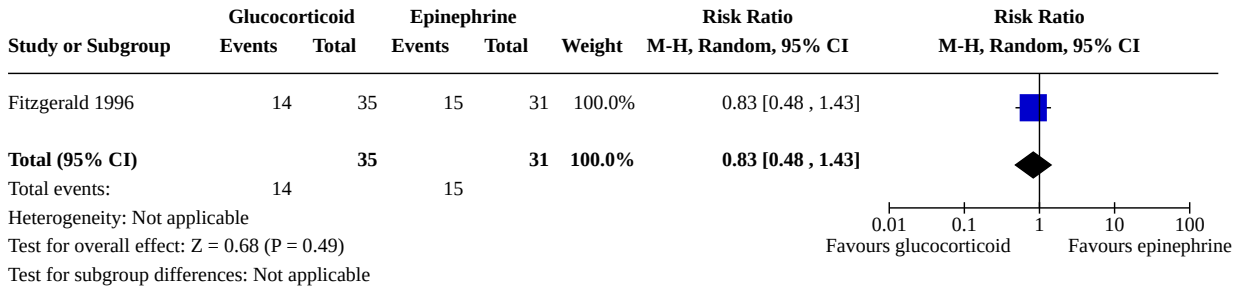 Glucocorticoid Epinephrine Risk Ratio Risk Ratio
Study or Subgroup Events Total Events Total Weight M-H, Random, 95% CI M-H, Random, 95% CI
Fitzgerald 1996 14 35 15 31 100.0% 0.83 [0.48 , 1.43]
Total (95% CI) 35 31 100.0% 0.83 [0.48 , 1.43]
Total events: 14 15
Heterogeneity: Not applicable
0.01 0.1 1 10 100
Test for overall effect: Z = 0.68 (P = 0.49) Favours glucocorticoid Favours epinephrine
Test for subgroup differences: Not applicable